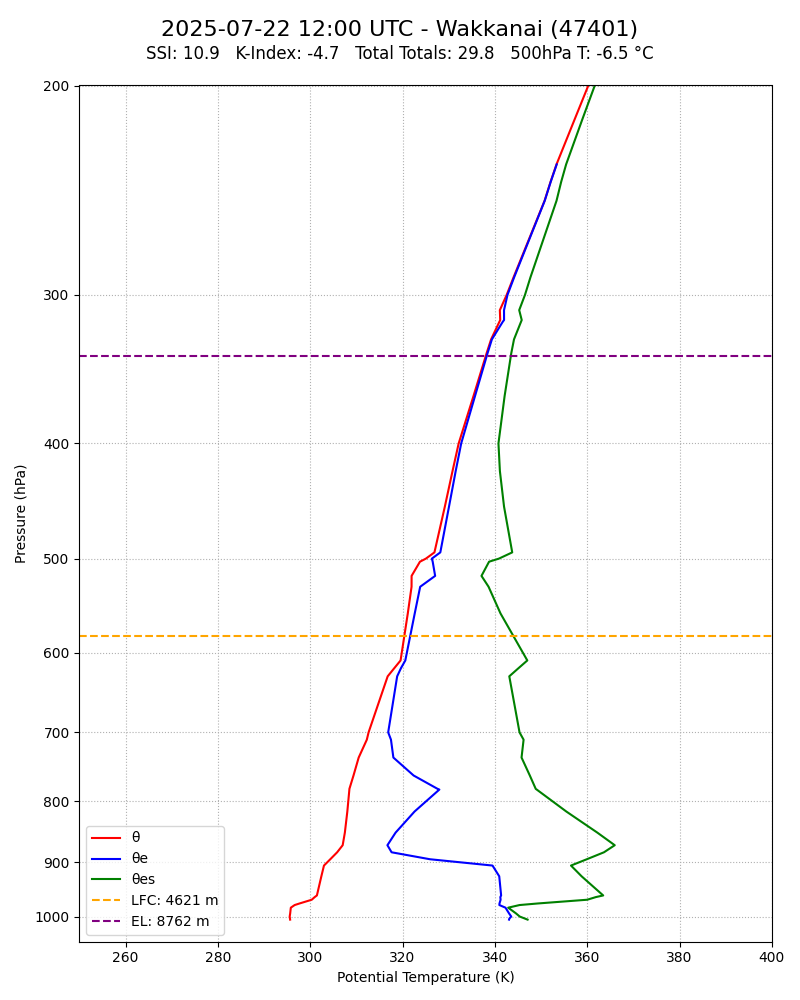 2025-07-22 12:00 UTC - Wakkanai (47401)
SSI: 10.9   K-Index: -4.7   Total Totals: 29.8   500hPa T: -6.5 °C
200
300
400
500
600
700
800
900
1000
Pressure (hPa)
θ
θe
θes
LFC: 4621 m
EL: 8762 m
260 280 300 320 340 360 380 400
Potential Temperature (K)